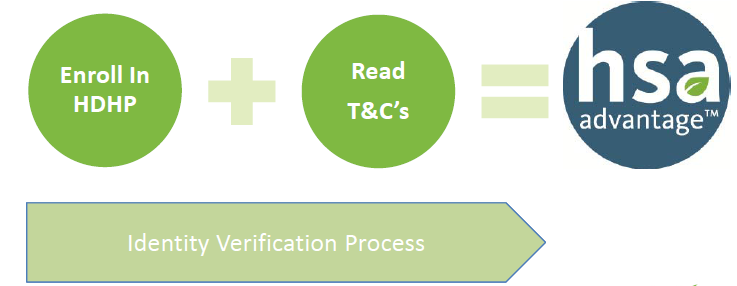 Enroll In
HDHP
Read
T&C's
hsa
advantage™
Identity Verification Process